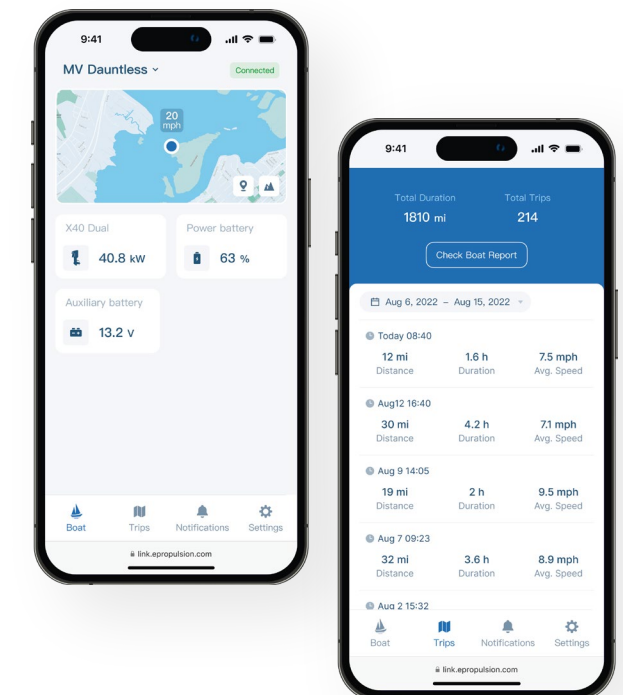 9:41
MV Dauntless
Connected
20
mph
X40 Dual
40.8 kW
Power battery
63 %
Auxiliary battery
13.2 V
Boat Trips Notifications Settings
link.epropulsion.com
9:41
Total Duration Total Trips
1810 mi 214
Check Boat Report
Aug 6, 2022 – Aug 15, 2022
Today 08:40
12 mi 1.6 h 7.5 mph
Distance Duration Avg. Speed
Aug12 16:40
30 mi 4.2 h 7.1 mph
Distance Duration Avg. Speed
Aug 9 14:05
19 mi 2 h 9.5 mph
Distance Duration Avg. Speed
Aug 7 09:23
32 mi 3.6 h 8.9 mph
Distance Duration Avg. Speed
Aug 2 15:32
Boat Trips Notifications Settings
link.epropulsion.com